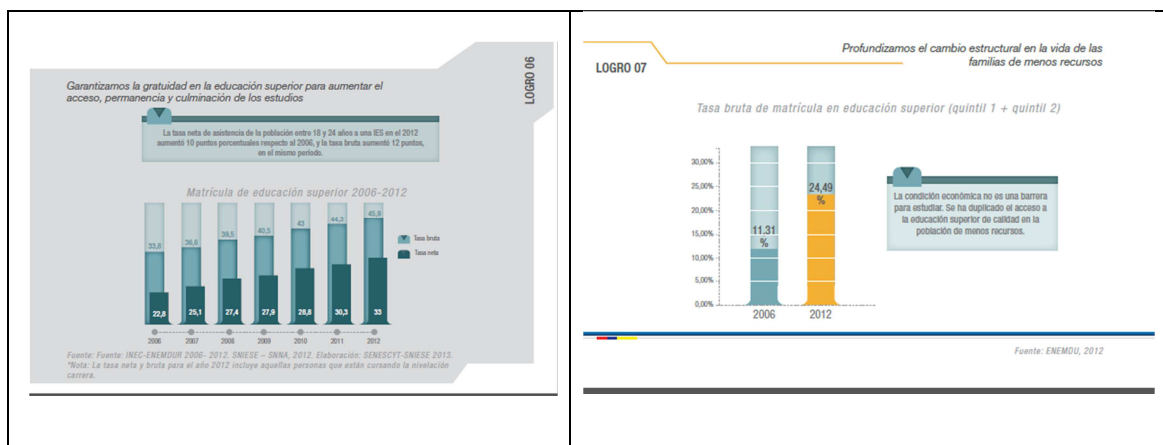 LOGRO 06
Garantizamos la gratuidad en la educación superior para aumentar el
acceso, permanencia y culminación de los estudios
La tasa neta de asistencia de la población entre 18 y 24 años a una IES en el 2012
aumentó 10 puntos porcentuales respecto al 2006, y la tasa bruta aumentó 12 puntos,
en el mismo periodo.
Matrícula de educación superior 2006-2012
33,6 36,6 39,5 40,5 43 44,3 45,6
Tasa bruta
Tasa neta
22,8 25,1 27,4 27,9 28,8 30,3 33
2006 2007 2008 2009 2010 2011 2012
Fuente: Fuente: INEC-ENEMDUR 2006- 2012. SNIESE – SNNA, 2012. Elaboración: SENESCYT-SNIESE 2013.
*Nota: La tasa neta y bruta para el año 2012 incluye aquellas personas que están cursando la nivelación
carrera.
LOGRO 07
Profundizamos el cambio estructural en la vida de las
familias de menos recursos
Tasa bruta de matrícula en educación superior (quintil 1 + quintil 2)
30,00%
25,00%
20,00%
15,00%
10,00%
5,00%
0,00%
11,31
%
24,49
%
2006 2012
La condición económica no es una barrera
para estudiar. Se ha duplicado el acceso a
la educación superior de calidad en la
población de menos recursos.
Fuente: ENEMDU, 2012